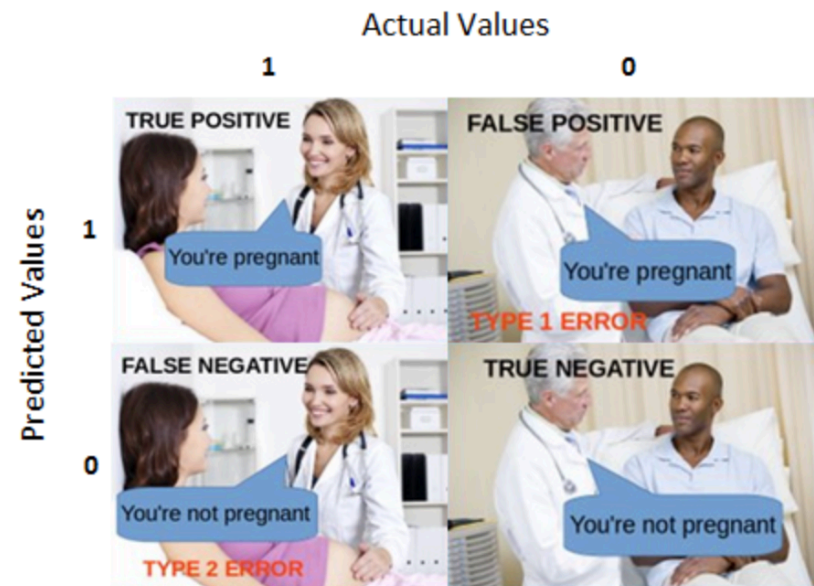 Actual Values
1
0
Predicted Values
1
TRUE POSITIVE
You're pregnant
FALSE POSITIVE
You're pregnant
TYPE 1 ERROR
0
FALSE NEGATIVE
You're not pregnant
TYPE 2 ERROR
TRUE NEGATIVE
You're not pregnant